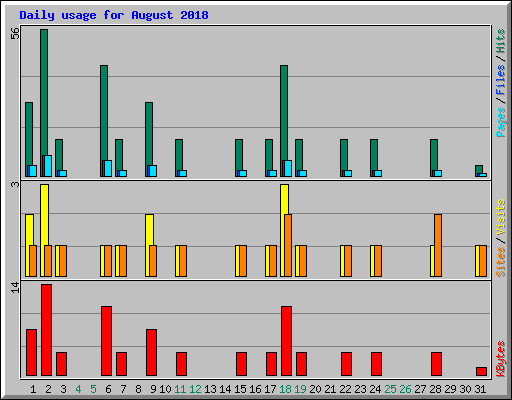 Daily usage for August 2018
56
3
14
Pages/Files/Hits
Sites/Visits
KBytes
1 2 3 4 5 6 7 8 9 10 11 12 13 14 15 16 17 18 19 20 21 22 23 24 25 26 27 28 29 30 31